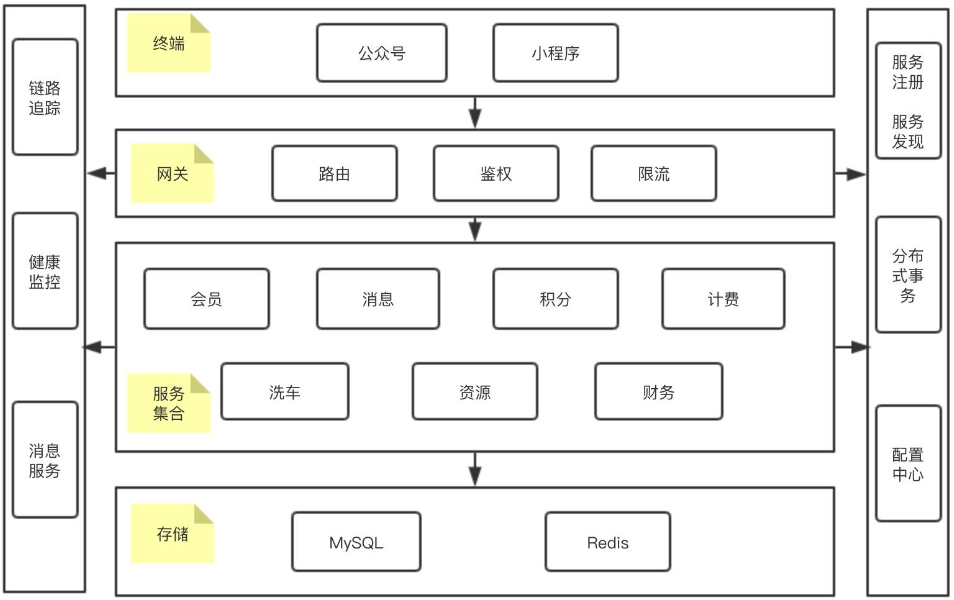 链路
追踪
健康
监控
消息
服务
终端
公众号
小程序
网关
路由
鉴权
限流
会员
消息
积分
计费
服务
集合
洗车
资源
财务
存储
MySQL
Redis
服务
注册
服务
发现
分布
式事
务
配置
中心